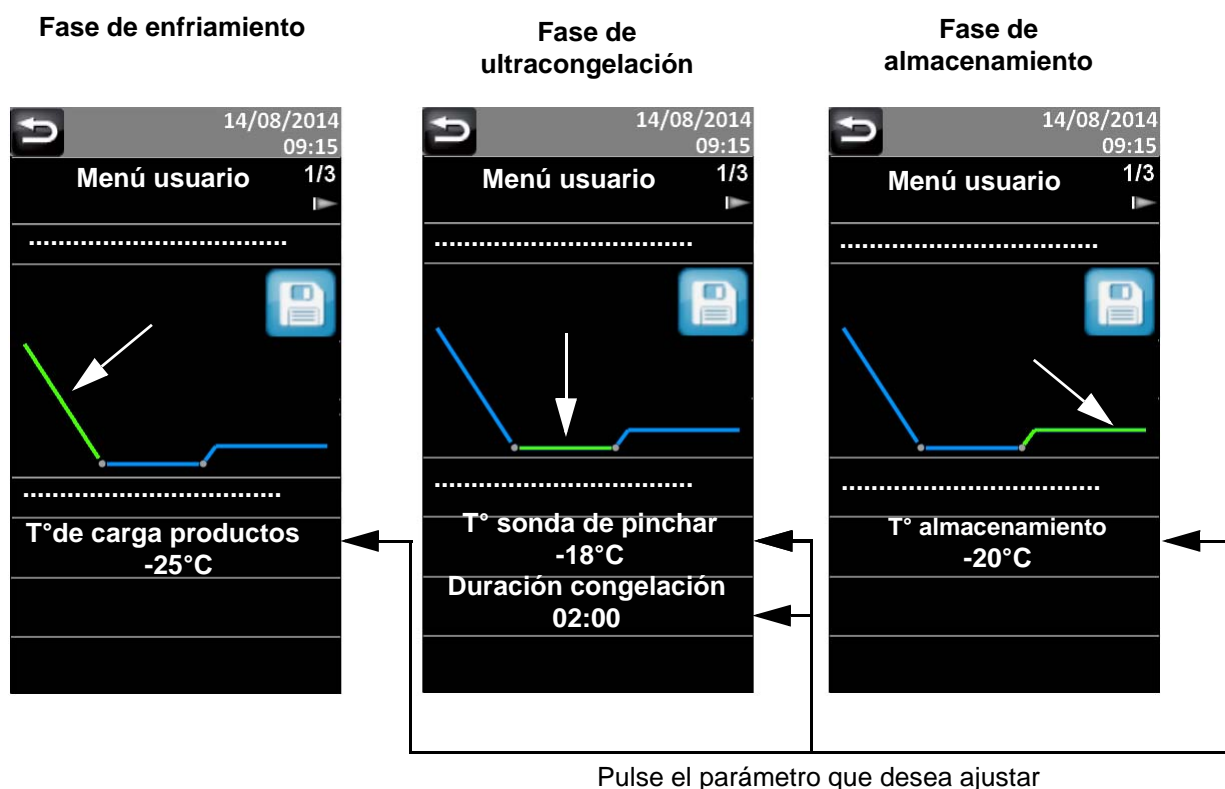 Fase de enfriamiento
Fase de
ultracongelación
Fase de
almacenamiento
14/08/2014
09:15
Menú usuario 1/3
..................................
T°de carga productos
-25°C
14/08/2014
09:15
Menú usuario 1/3
..................................
..................................
T° sonda de pinchar
-18°C
Duración congelación
02:00
14/08/2014
09:15
Menú usuario 1/3
..................................
..................................
T° almacenamiento
-20°C
Pulse el parámetro que desea ajustar